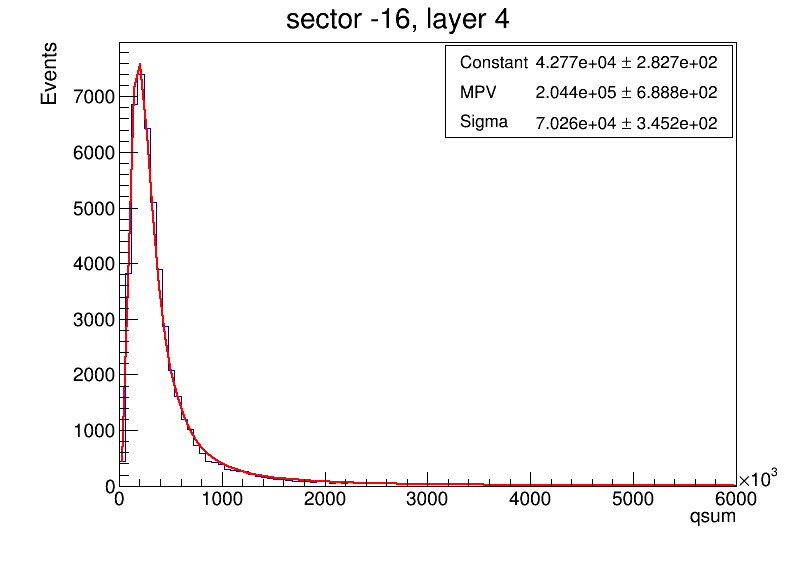 sector -16, layer 4
Events
Constant 4.277e+04 ± 2.827e+02
MPV 2.044e+05 ± 6.888e+02
Sigma 7.026e+04 ± 3.452e+02
7000
6000
5000
4000
3000
2000
1000
0
0 1000 2000 3000 4000 5000 6000 ×10³
qsum